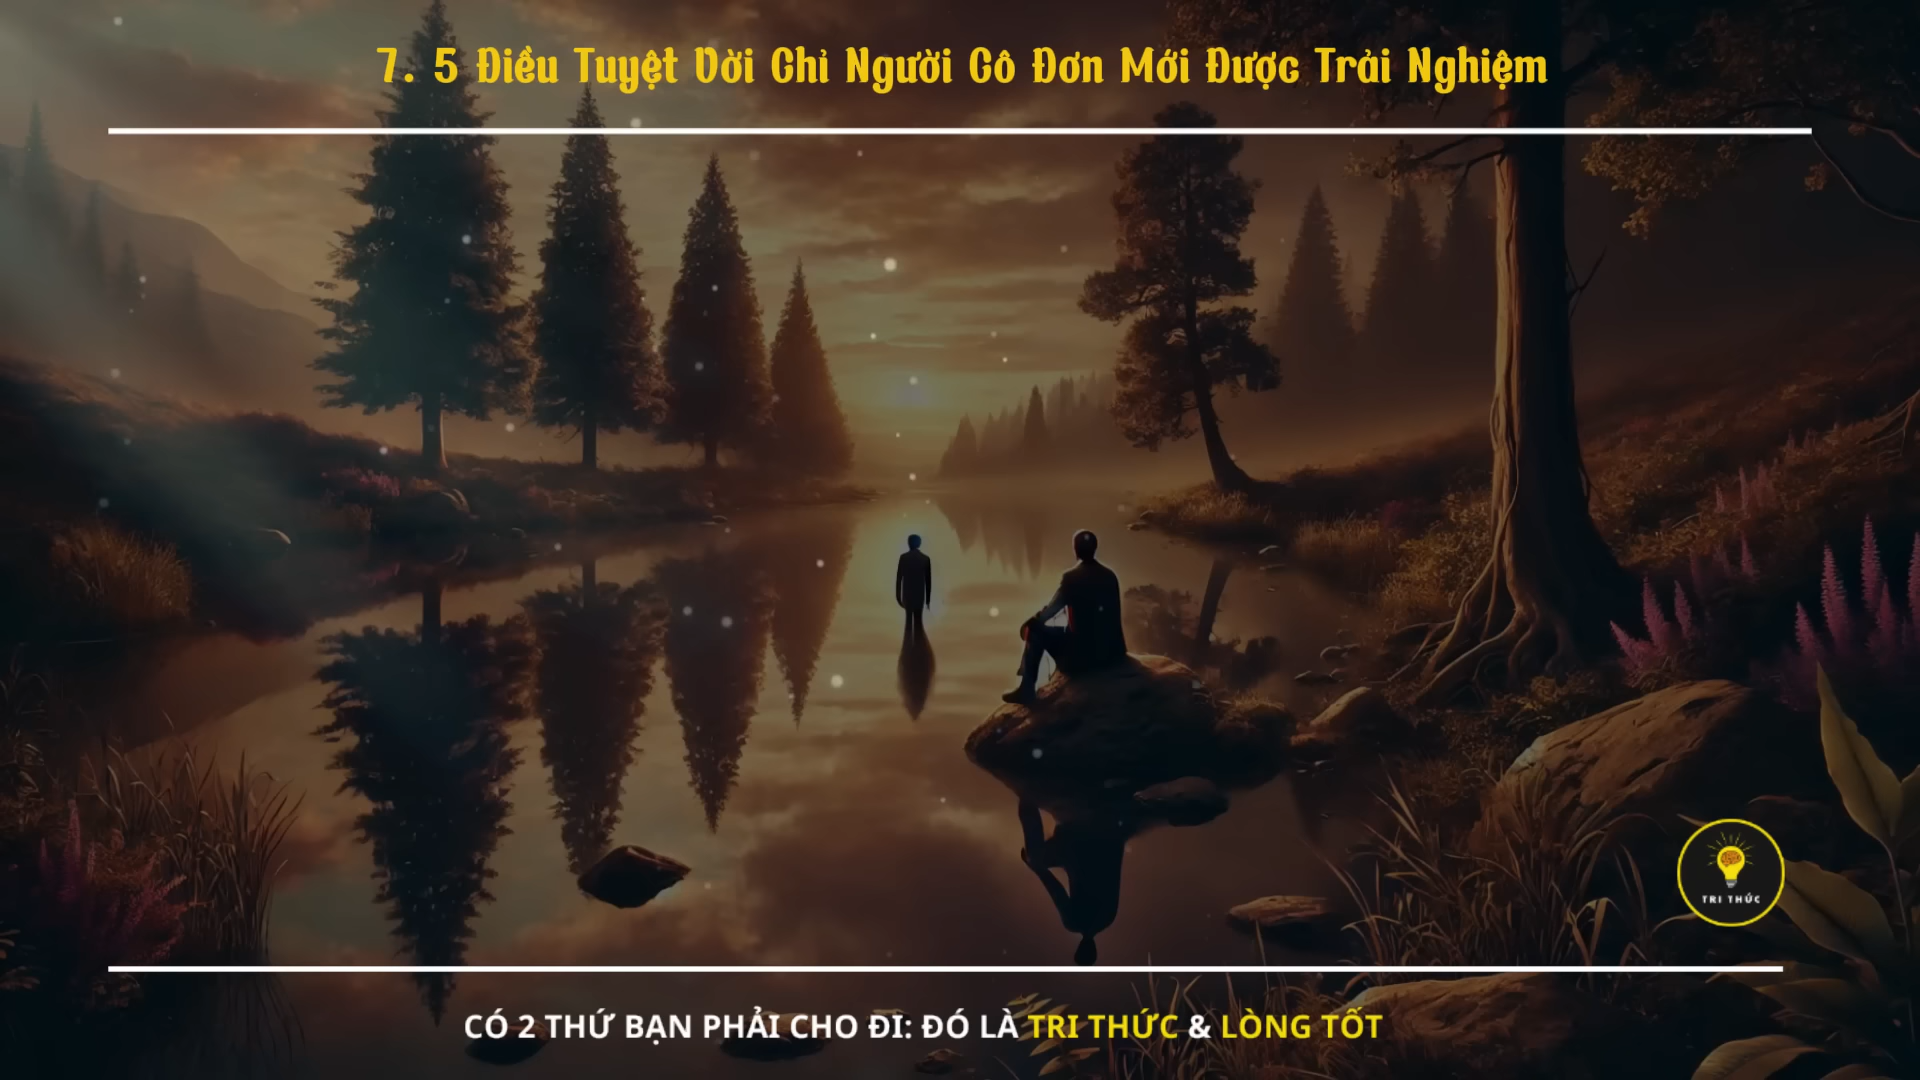 7. 5 Điều Tuyệt Vời Chỉ Người Cô Đơn Mới Được Trải Nghiệm
TRI THỨC
CÓ 2 THỨ BẠN PHẢI CHO ĐI: ĐÓ LÀ TRI THỨC & LÒNG TỐT